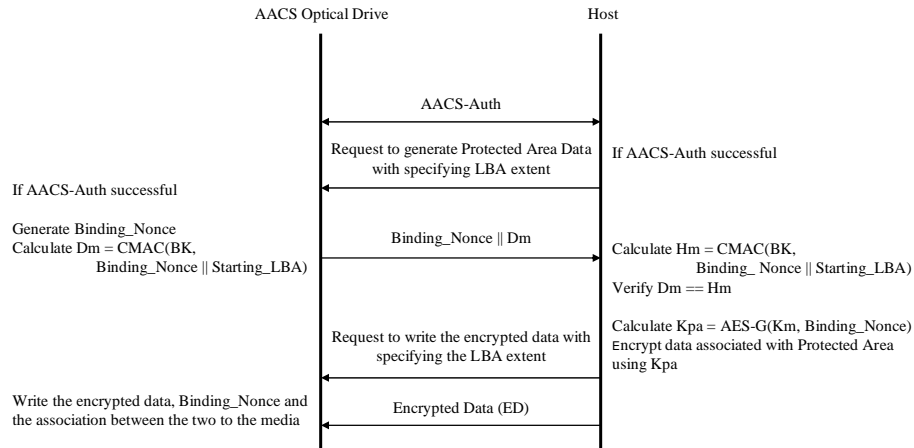 AACS Optical Drive
Host
AACS-Auth
Request to generate Protected Area Data
with specifying LBA extent
If AACS-Auth successful
If AACS-Auth successful
Generate Binding_Nonce
Calculate Dm = CMAC(BK,
Binding_Nonce || Starting_LBA)
Binding_Nonce || Dm
Calculate Hm = CMAC(BK,
Binding_ Nonce || Starting_LBA)
Verify Dm == Hm
Calculate Kpa = AES-G(Km, Binding_Nonce)
Encrypt data associated with Protected Area
using Kpa
Request to write the encrypted data with
specifying the LBA extent
Write the encrypted data, Binding_Nonce and
the association between the two to the media
Encrypted Data (ED)